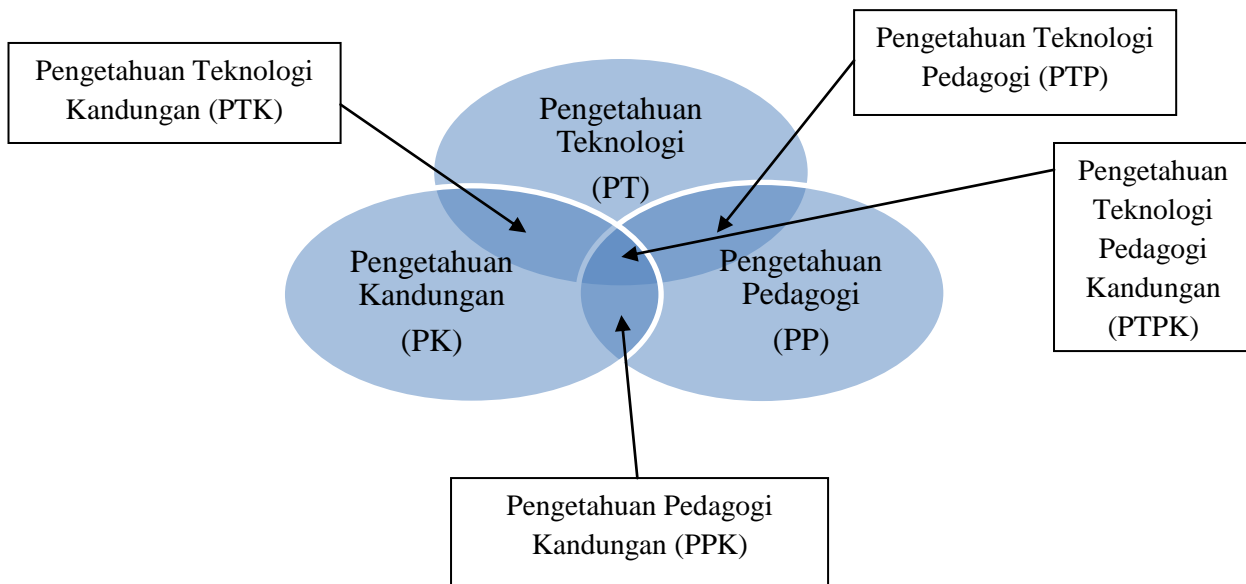 Pengetahuan Teknologi
Kandungan (PTK)
Pengetahuan Teknologi
Pedagogi (PTP)
Pengetahuan
Teknologi
(PT)
Pengetahuan
Teknologi
Pedagogi
Kandungan
(PTPK)
Pengetahuan
Kandungan
(PK)
Pengetahuan
Pedagogi
(PP)
Pengetahuan Pedagogi
Kandungan (PPK)